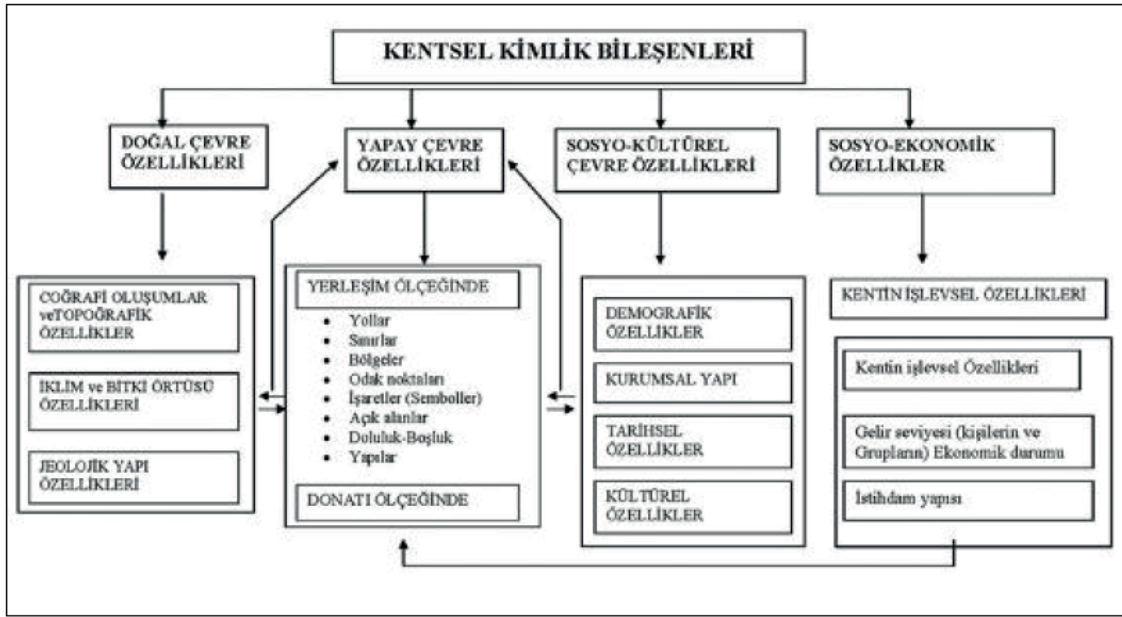 KENTSEL KİMLİK BİLEŞENLERİ
DOĞAL ÇEVRE
ÖZELLİKLERİ
YAPAY ÇEVRE
ÖZELLİKLERİ
SOSYO-KÜLTÜREL
ÇEVRE ÖZELLİKLERİ
SOSYO-EKONOMİK
ÖZELLİKLER
COĞRAFİ OLUŞUMLAR
veTOPOĞRAFİK
ÖZELLİKLER
İKLİM ve BİTKİ ÖRTÜSÜ
ÖZELLİKLERİ
JEOLOJİK YAPI
ÖZELLİKLERİ
YERLEŞİM ÖLÇEĞİNDE
• Yollar
• Sınırlar
• Bölgeler
• Odak noktaları
• İşaretler (Semboller)
• Açık alanlar
• Doluluk-Boşluk
• Yapılar
DONATI ÖLÇEĞİNDE
DEMOGRAFİK
ÖZELLİKLER
KURUMSAL YAPI
TARİHSEL
ÖZELLİKLER
KÜLTÜREL
ÖZELLİKLER
KENTİN İŞLEVSEL ÖZELLİKLERİ
Kentin işlevsel Özellikleri
Gelir seviyesi (kişilerin ve
Grupların) Ekonomik durumu
İstihdam yapısı